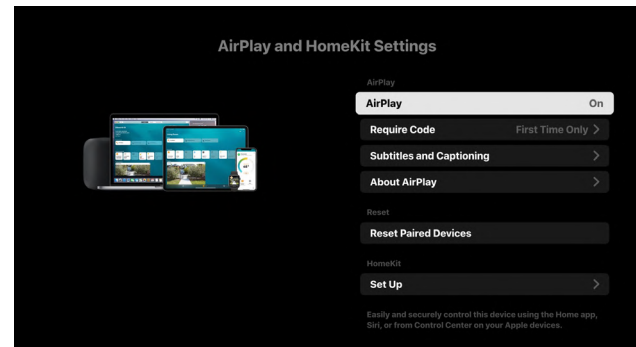 AirPlay and HomeKit Settings
AirPlay
AirPlay On
Require Code First Time Only
Subtitles and Captioning
About AirPlay
Reset
Reset Paired Devices
HomeKit
Set Up
Easily and securely control this device using the Home app,
Siri, or from Control Center on your Apple devices.